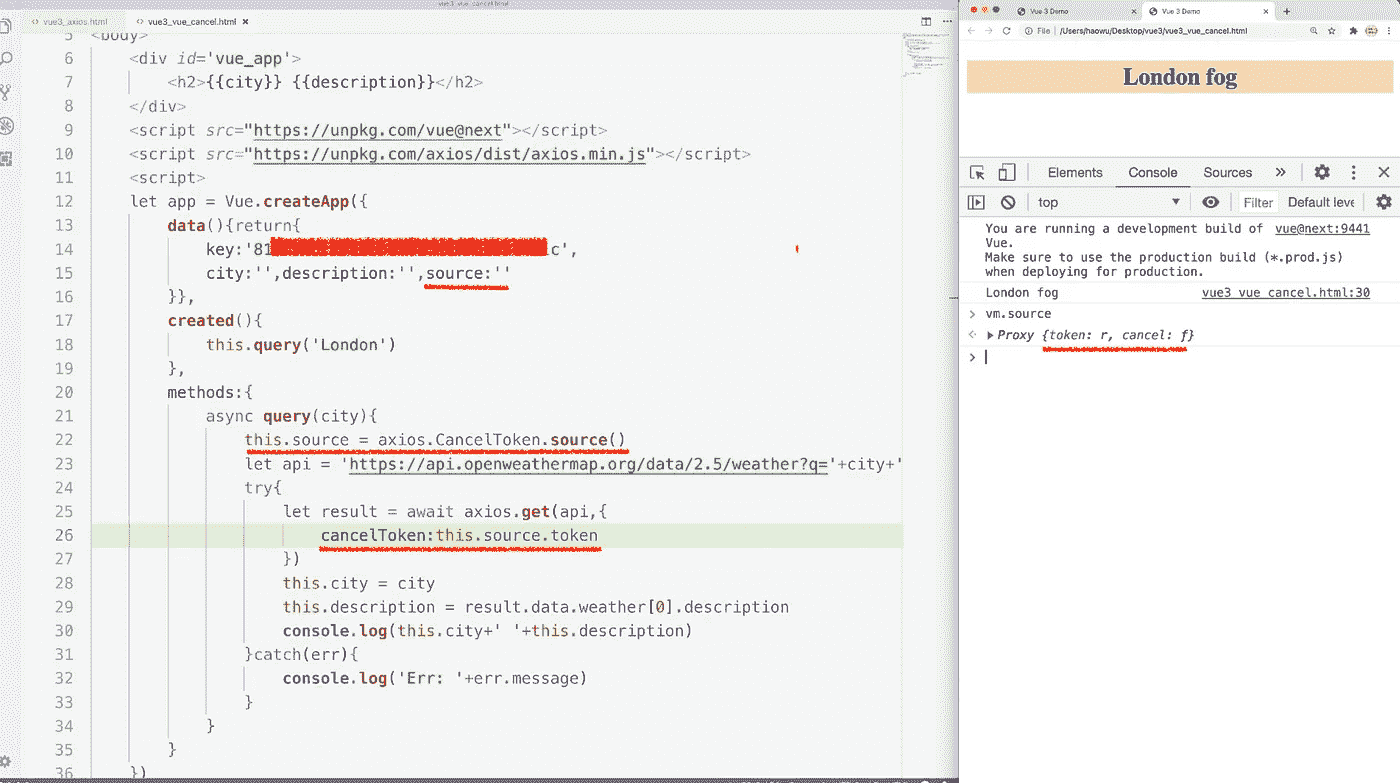 vue3_vue_cancel.html
vue3_axios.html
vue3_vue_cancel.html ×
5 <body>
6 <div id='vue_app'>
7 <h2>{{city}} {{description}}</h2>
8 </div>
9 <script src="https://unpkg.com/vue@next"></script>
10 <script src="https://unpkg.com/axios/dist/axios.min.js"></script>
11 <script>
12 let app = Vue.createApp({
13 data(){return{
14 key:'81 c',
15 city:'',description:'',source:''
16 }},
17 created(){
18 this.query('London')
19 },
20 methods:{
21 async query(city){
22 this.source = axios.CancelToken.source()
23 let api = 'https://api.openweathermap.org/data/2.5/weather?q='+city+'
24 try{
25 let result = await axios.get(api,{
26 cancelToken:this.source.token
27 })
28 this.city = city
29 this.description = result.data.weather[0].description
30 console.log(this.city+' '+this.description)
31 }catch(err){
32 console.log('Err: '+err.message)
33 }
34 }
35 }
36 })
Vue 3 Demo
Vue 3 Demo
File | /Users/haowu/Desktop/vue3/vue3_vue_cancel.html
London fog
Elements Console Sources »
top Filter Default leve
You are running a development build of vue@next:9441
Vue.
Make sure to use the production build (*.prod.js)
when deploying for production.
London fog vue3 vue cancel.html:30
> vm.source
Proxy {token: r, cancel: ƒ}
>